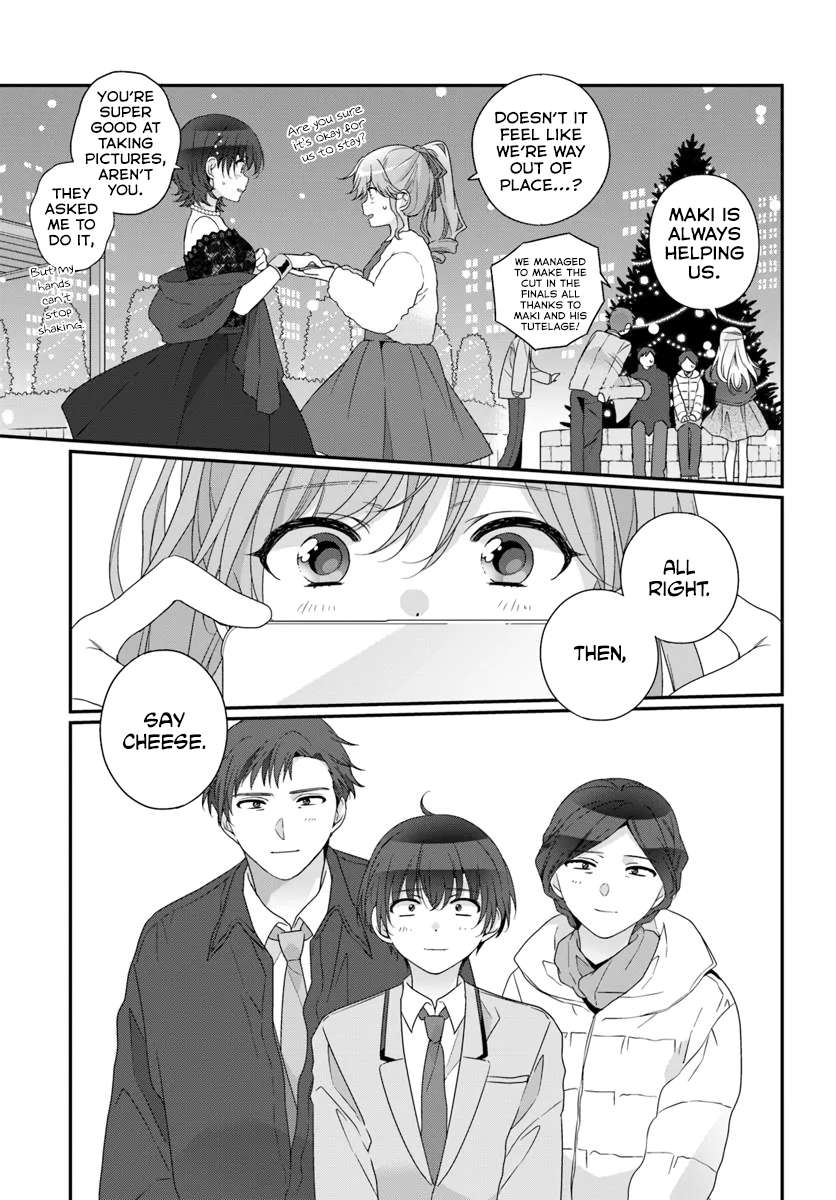 MAKI IS
ALWAYS
HELPING
US.
WE MANAGED
TO MAKE
THE CUT
IN THE
FINALS ALL
THANKS TO
MAKI AND HIS
TUTELAGE!
DOESN'T IT
FEEL LIKE
WE'RE WAY
OUT OF
PLACE...?
Are you sure
it's okay for
us to stay?
YOU'RE
SUPER
GOOD AT
TAKING
PICTURES,
AREN'T
YOU.
THEY
ASKED
ME TO
DO IT,
But my
hands
can't
stop
shaking.
ALL
RIGHT.
THEN,
SAY
CHEESE.